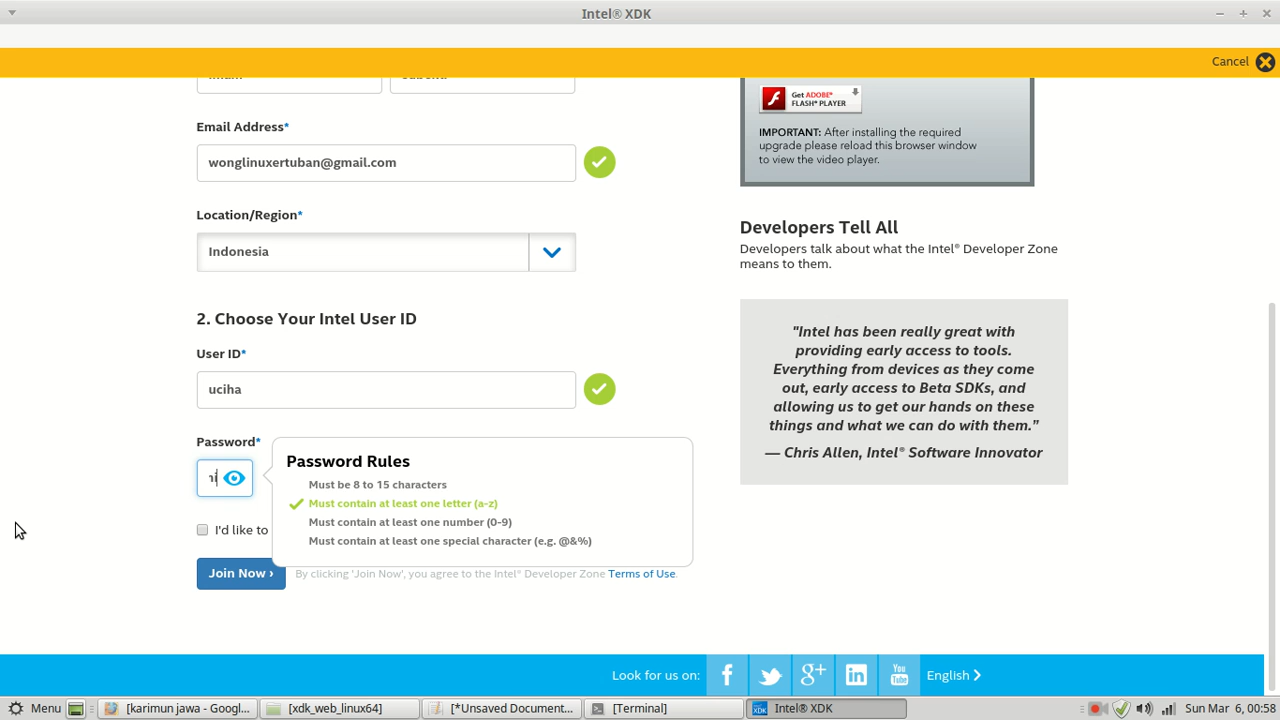 Intel® XDK
Cancel
Email Address*
wonglinuxertuban@gmail.com
Location/Region*
Indonesia
2. Choose Your Intel User ID
User ID*
uciha
Password*
Password Rules
Must be 8 to 15 characters
Must contain at least one letter (a-z)
Must contain at least one number (0-9)
Must contain at least one special character (e.g. @&%)
I'd like to
Join Now ›
By clicking 'Join Now', you agree to the Intel® Developer Zone Terms of Use.
Get ADOBE®
FLASH® PLAYER
IMPORTANT: After installing the required
upgrade please reload this browser window
to view the video player.
Developers Tell All
Developers talk about what the Intel® Developer Zone
means to them.
"Intel has been really great with
providing early access to tools.
Everything from devices as they come
out, early access to Beta SDKs, and
allowing us to get our hands on these
things and what we can do with them.”
— Chris Allen, Intel® Software Innovator
Look for us on:
English
Menu
[karimun jawa - Googl...
[xdk_web_linux64]
[*Unsaved Document...
[Terminal]
Intel® XDK
Sun Mar 6, 00:58